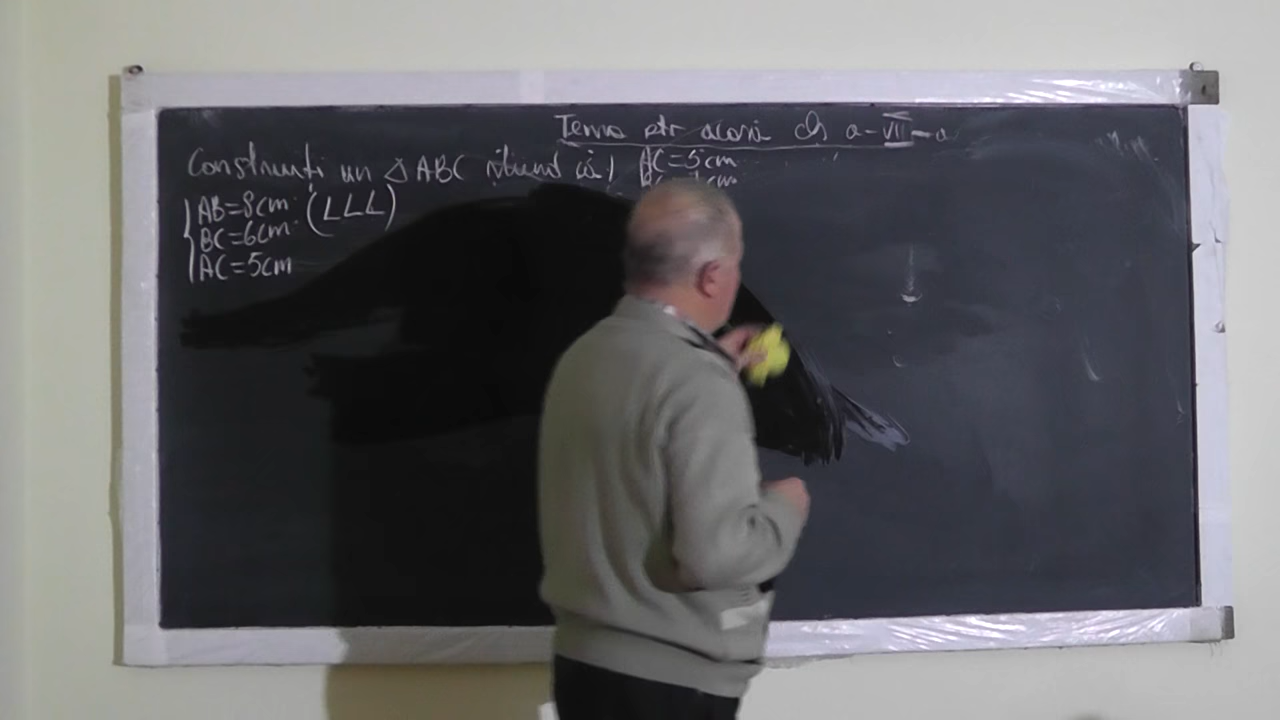 Tema ptr acasă cls a-VII-a
Construiți un △ ABC știind că: AC=5cm
AB=8cm (LLL)
BC=6cm
AC=5cm